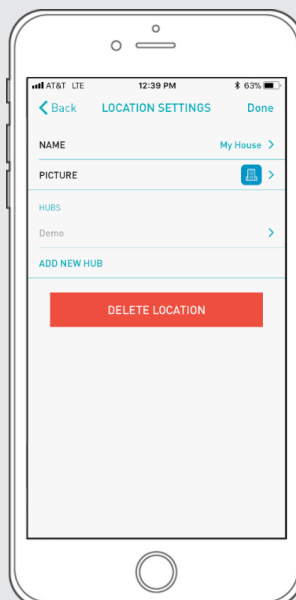 AT&T LTE 12:39 PM 63%
Back LOCATION SETTINGS Done
NAME My House
PICTURE
HUBS
Demo
ADD NEW HUB
DELETE LOCATION